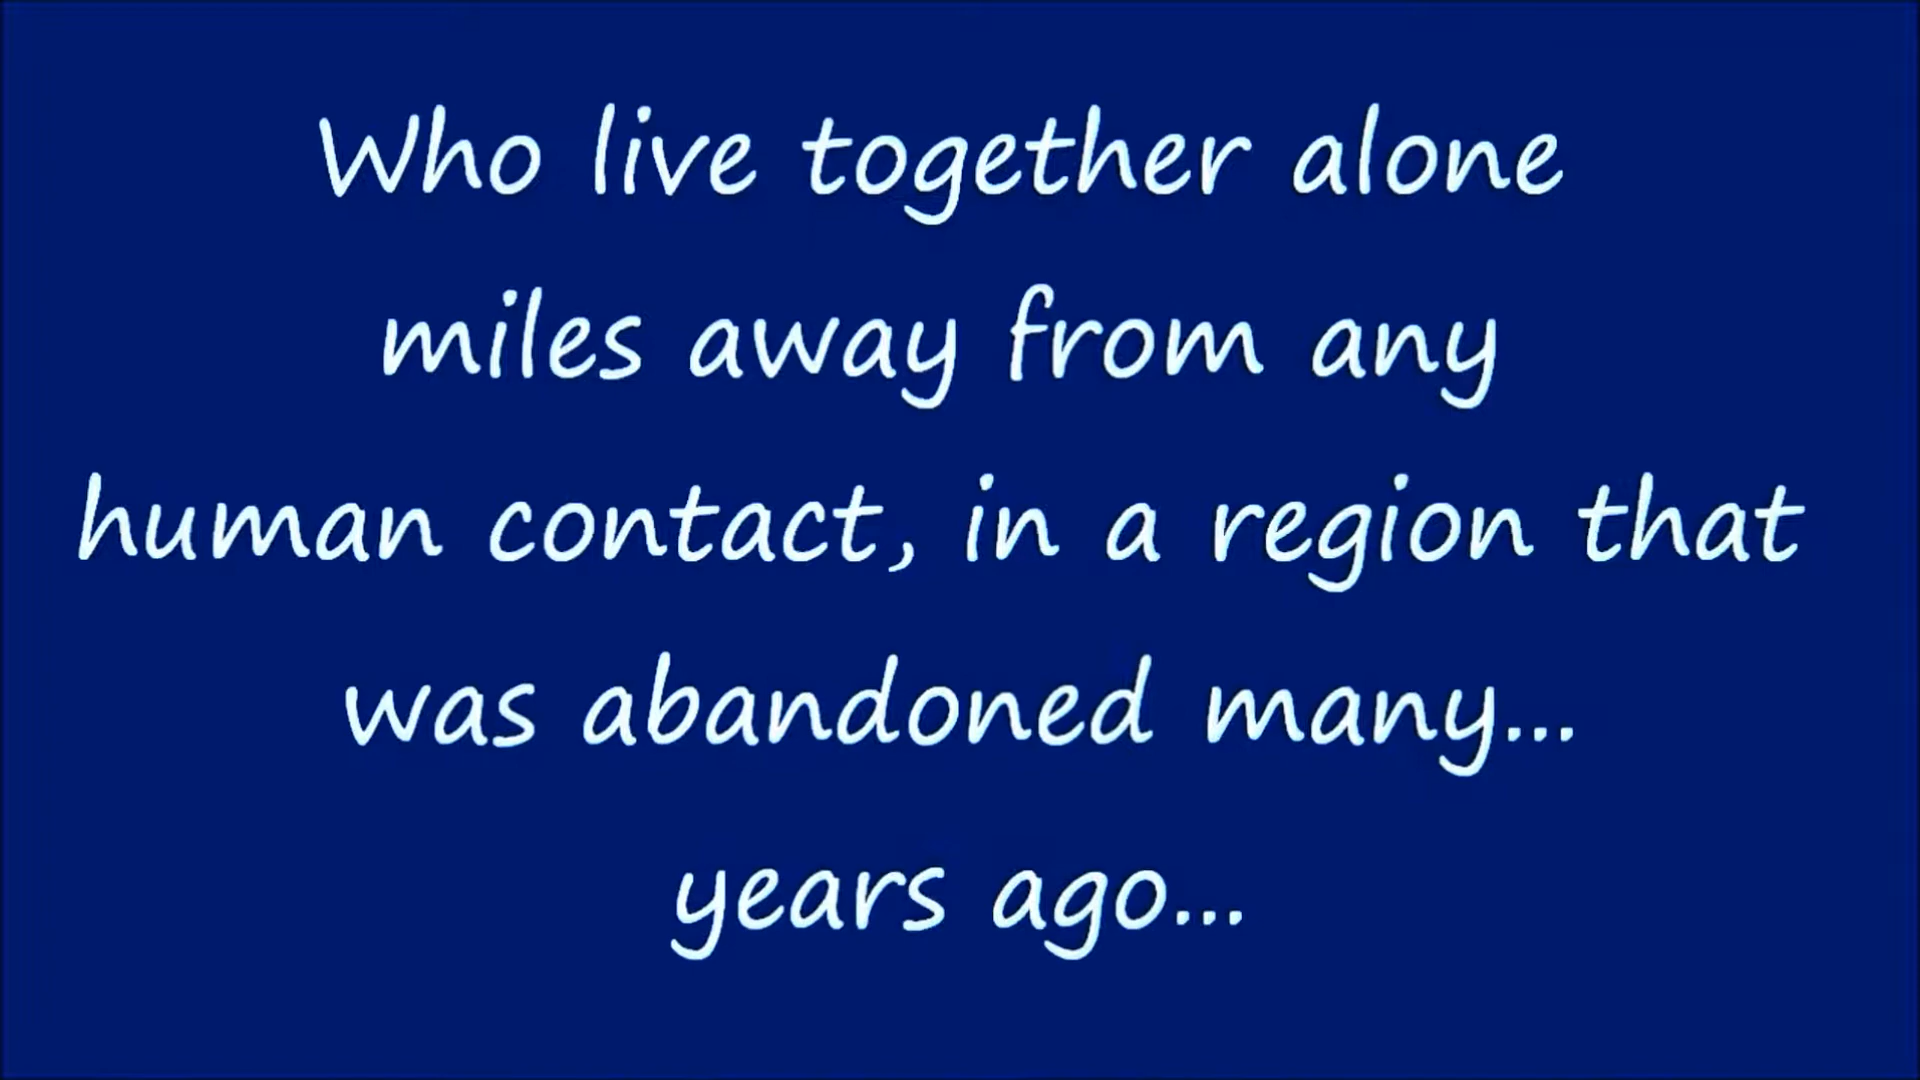 Who live together alone
miles away from any
human contact, in a region that
was abandoned many...
years ago...